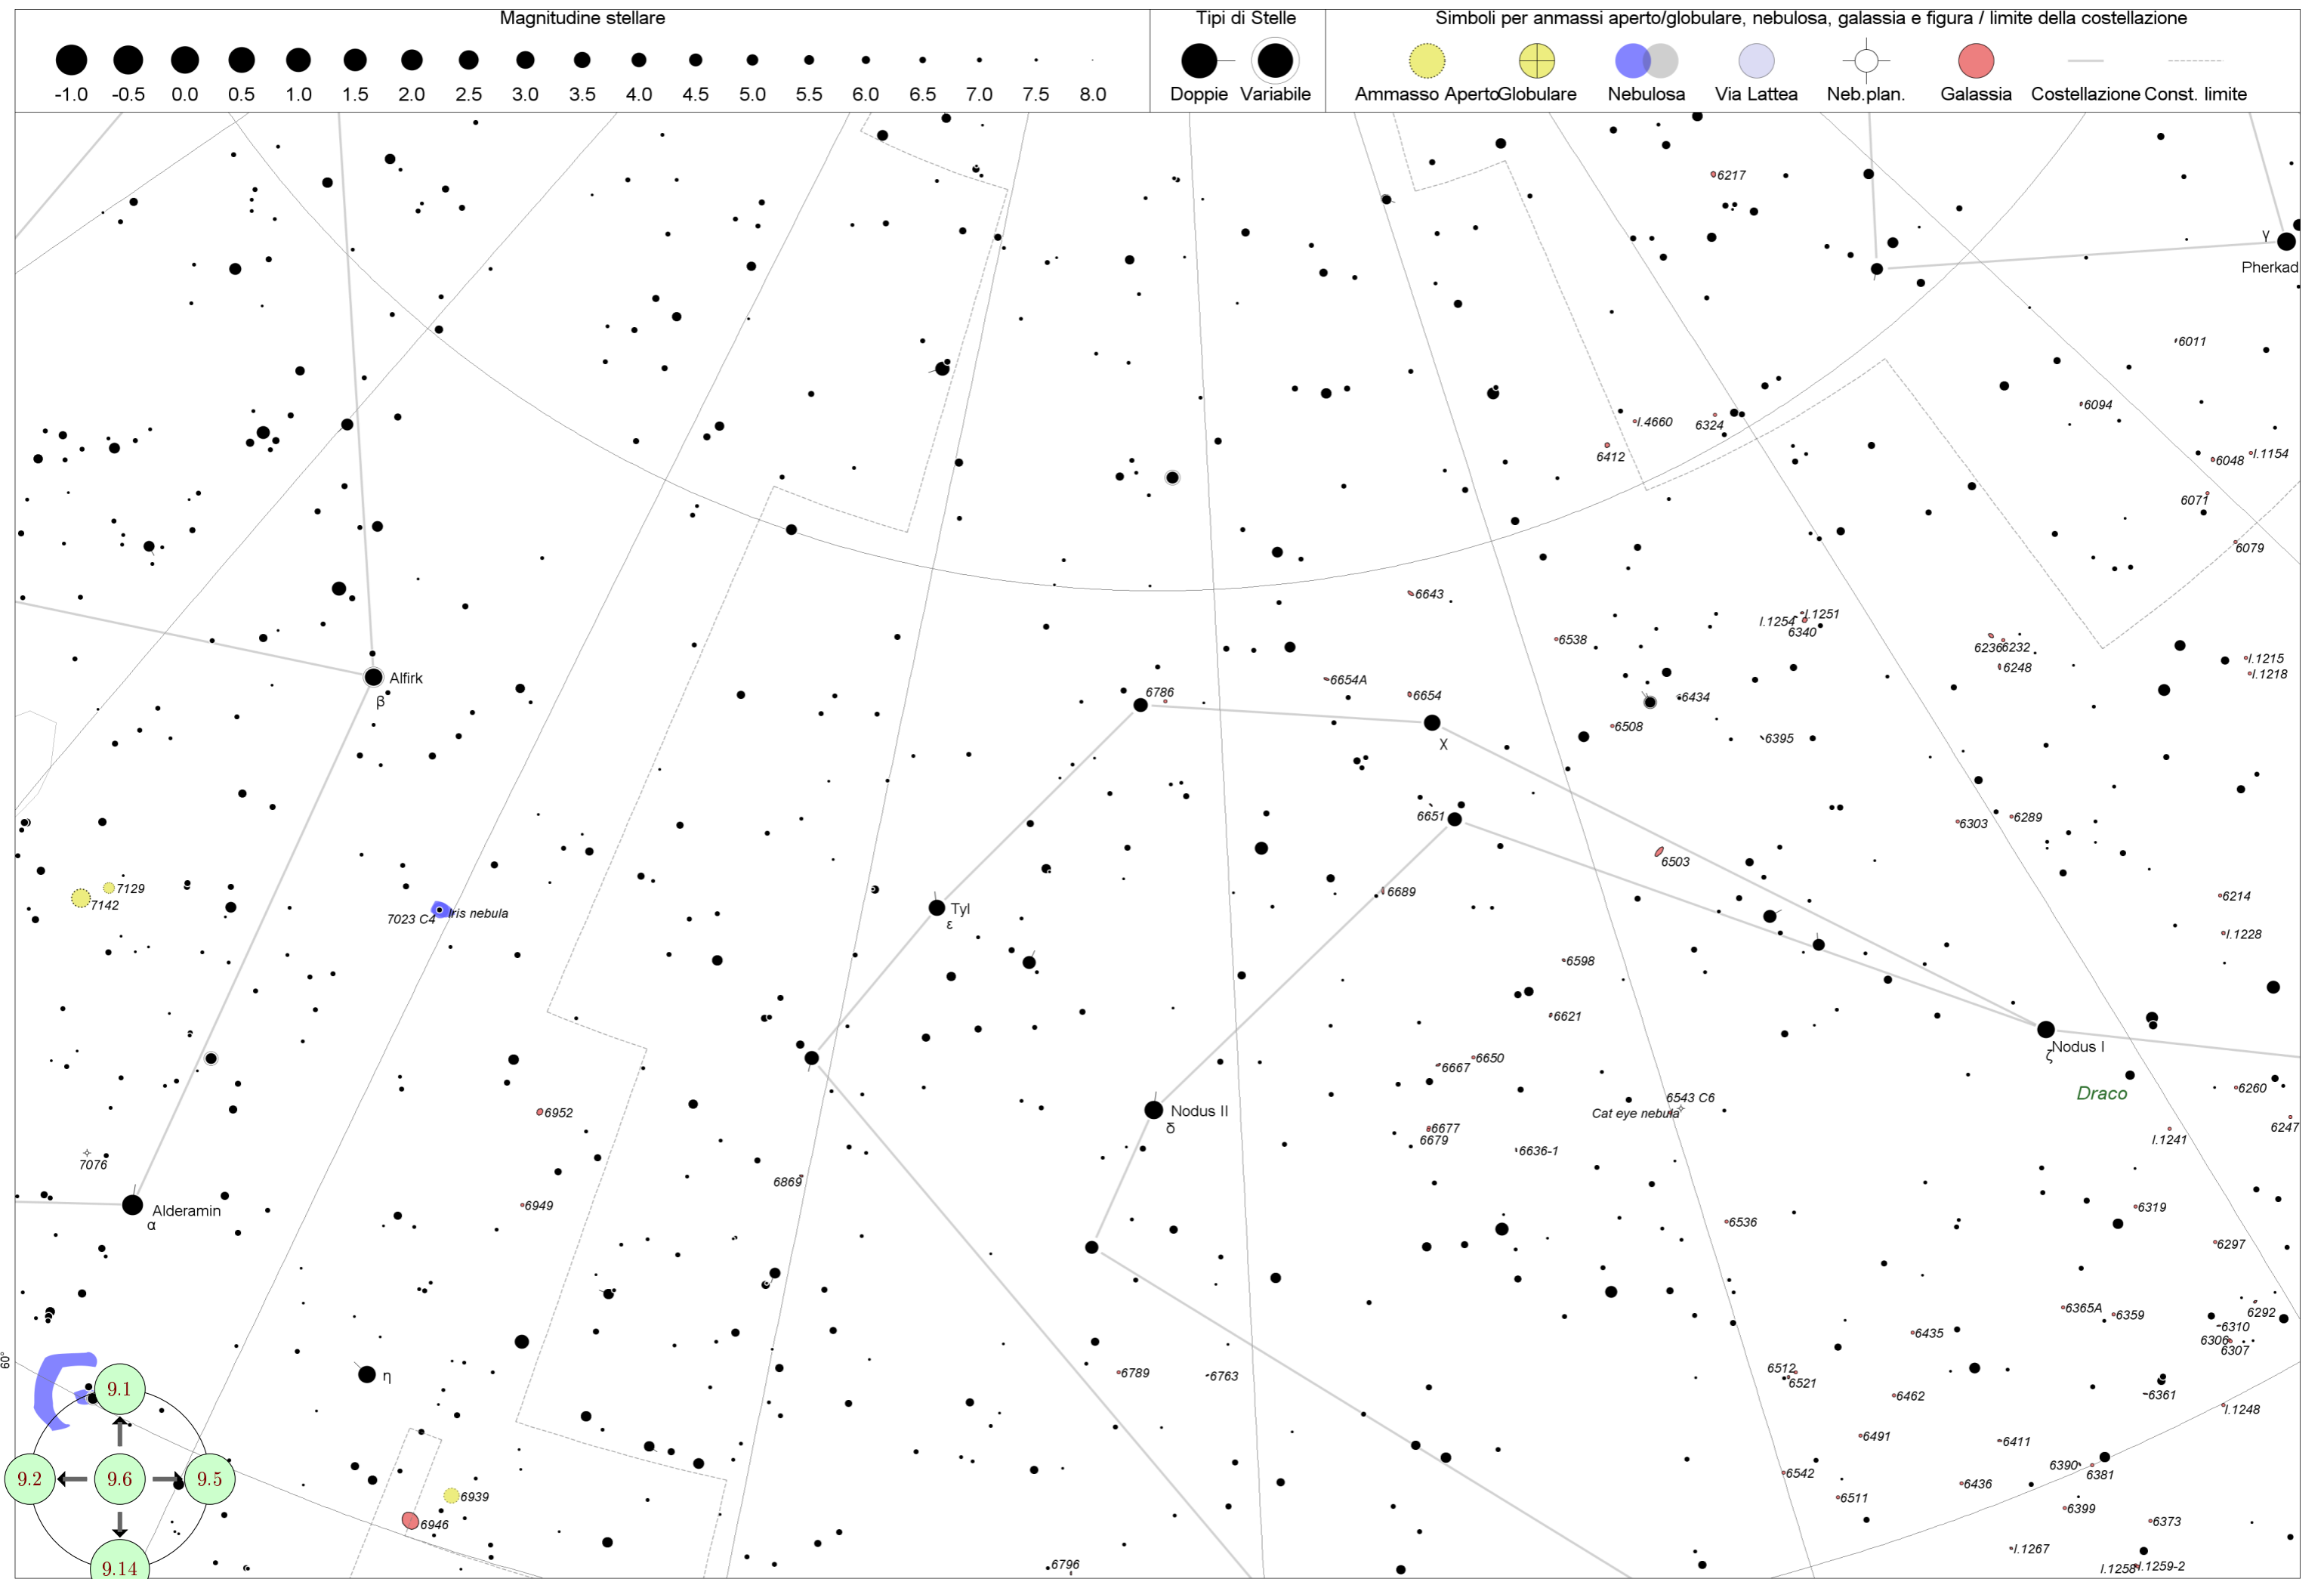 Magnitudine stellare
Tipi di Stelle
Simboli per anmassi aperto/globulare, nebulosa, galassia e figura / limite della costellazione
-1.0 -0.5 0.0 0.5 1.0 1.5 2.0 2.5 3.0 3.5 4.0 4.5 5.0 5.5 6.0 6.5 7.0 7.5 8.0
Doppie Variabile
Ammasso Aperto Globulare Nebulosa Via Lattea Neb.plan. Galassia Costellazione Const. limite
6217
γ
Pherkad
6011
6094
I.4660
6324
6412
6048
I.1154
6071
6079
6643
I.1251
I.1254
6340
6538
6236
6232
6248
I.1215
I.1218
Alfirk
β
6786
6654A
6654
6434
6508
χ
6395
6651
6303
6289
6503
7129
7142
6689
6214
7023 C4
Iris nebula
Tyl
ε
I.1228
6598
6621
Nodus I
ζ
6650
6667
Draco
6260
6952
Nodus II
δ
6543 C6
Cat eye nebula
6677
6679
6247
I.1241
6636-1
7076
6869
6949
Alderamin
α
6319
6536
6297
6365A
6359
6292
6310
6306
6307
6435
60°
η
6789
6763
6512
6521
6462
6361
I.1248
9.1
6491
6411
9.2
9.6
9.5
6542
6390
6381
6436
6939
6511
6399
6946
6373
9.14
6796
I.1267
I.1258
I.1259-2